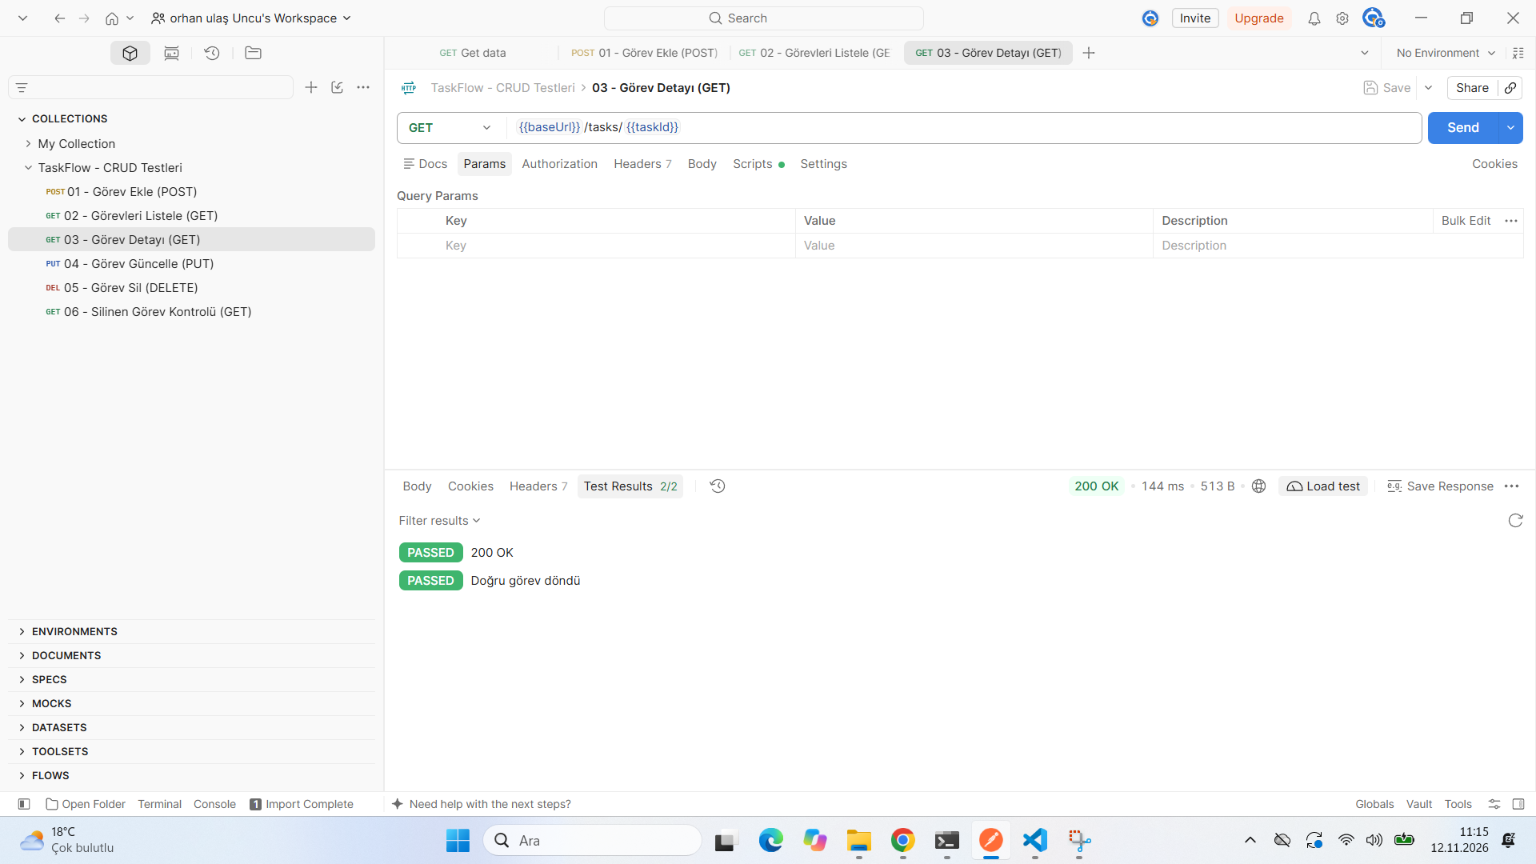 orhan ulaş Uncu's Workspace
Search
Invite
Upgrade
GET Get data
POST 01 - Görev Ekle (POST)
GET 02 - Görevleri Listele (GE
GET 03 - Görev Detayı (GET)
No Environment
HTTP TaskFlow - CRUD Testleri > 03 - Görev Detayı (GET)
Save
Share
COLLECTIONS
My Collection
TaskFlow - CRUD Testleri
POST 01 - Görev Ekle (POST)
GET 02 - Görevleri Listele (GET)
GET 03 - Görev Detayı (GET)
PUT 04 - Görev Güncelle (PUT)
DEL 05 - Görev Sil (DELETE)
GET 06 - Silinen Görev Kontrolü (GET)
ENVIRONMENTS
DOCUMENTS
SPECS
MOCKS
DATASETS
TOOLSETS
FLOWS
GET
{{baseUrl}} /tasks/ {{taskId}}
Send
Docs Params Authorization Headers 7 Body Scripts Settings Cookies
Query Params
Key Value Description Bulk Edit
Key Value Description
Body Cookies Headers 7 Test Results 2/2
200 OK 144 ms 513 B Load test e.g. Save Response
Filter results
PASSED 200 OK
PASSED Doğru görev döndü
Open Folder Terminal Console 1 Import Complete
Need help with the next steps?
Globals Vault Tools
18°C
Çok bulutlu
Ara
11:15
12.11.2026